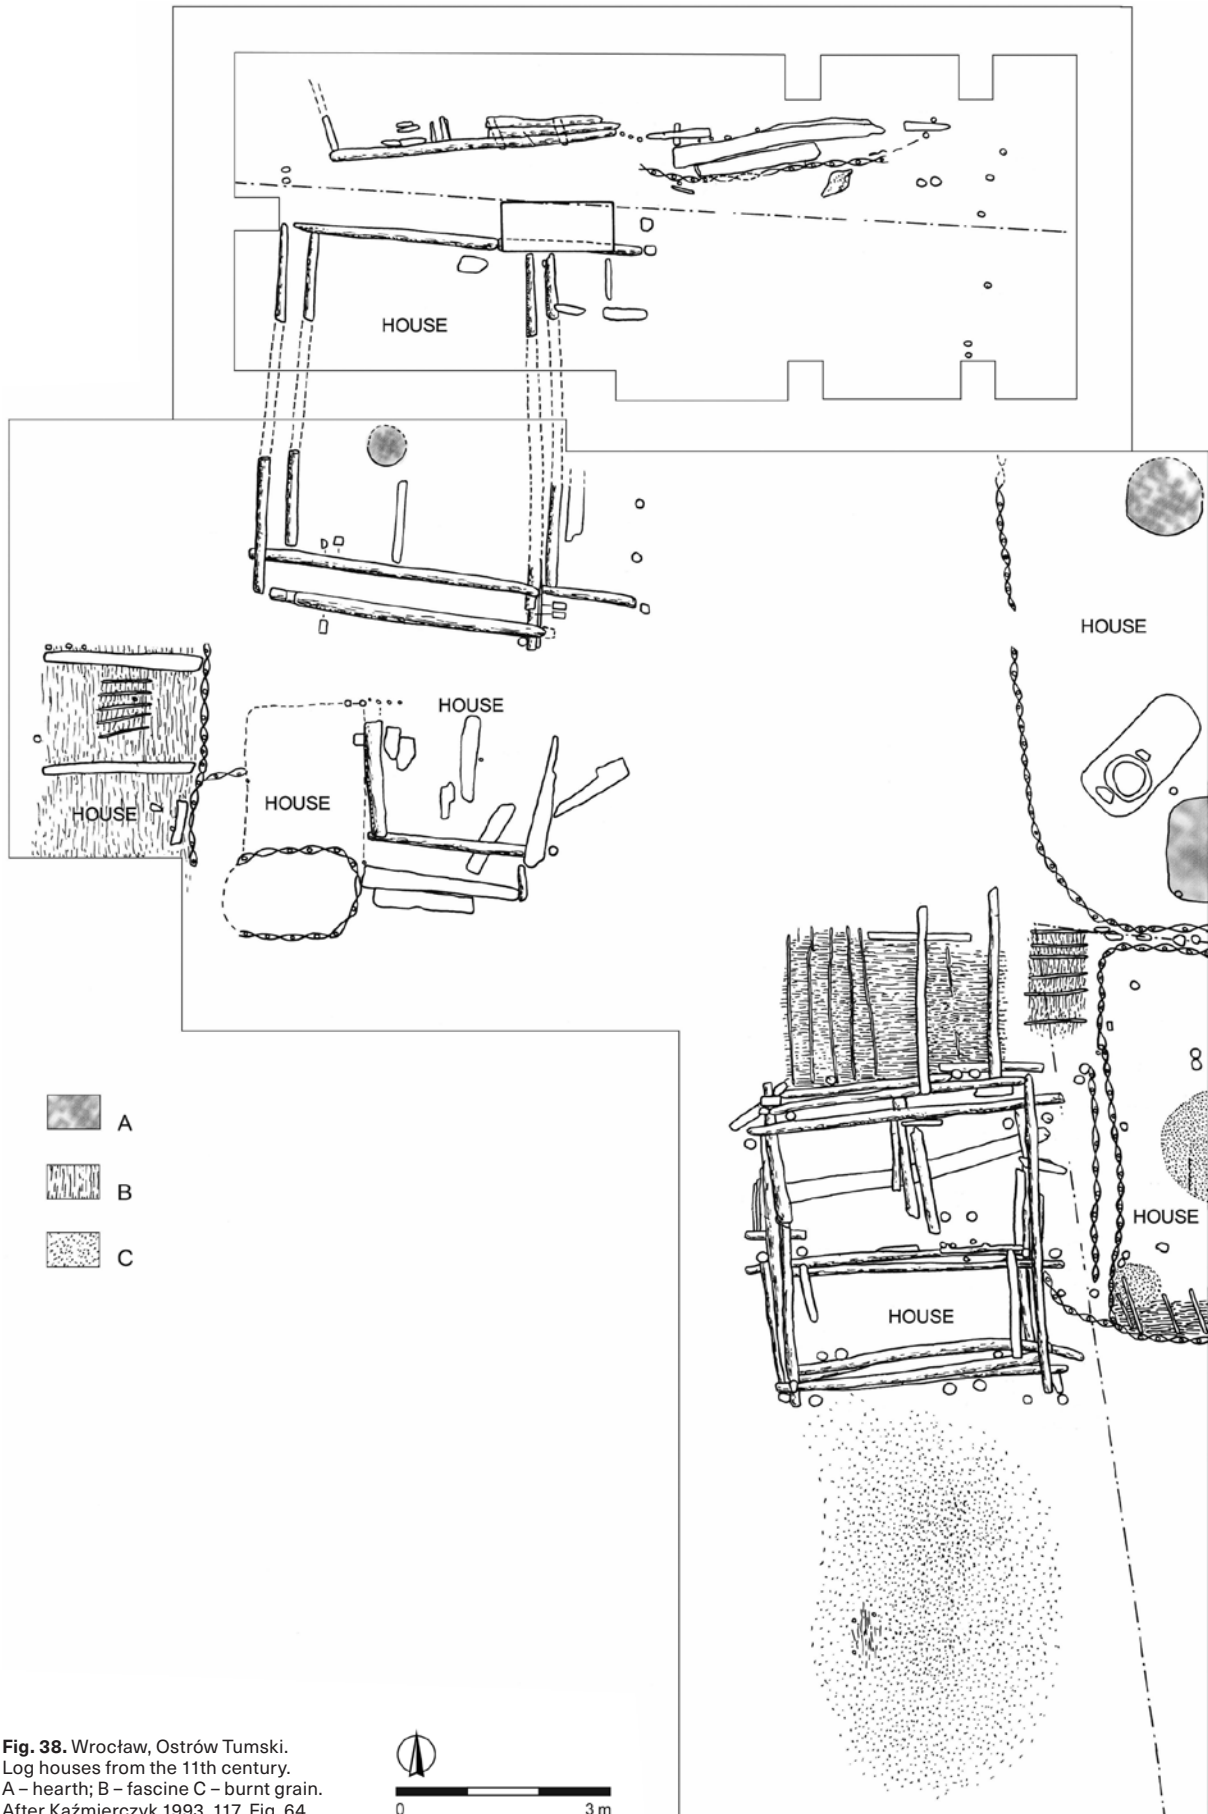 HOUSE
HOUSE
HOUSE
HOUSE
HOUSE
A
B
C
HOUSE
HOUSE
Fig. 38. Wrocław, Ostrów Tumski.
Log houses from the 11th century.
A – hearth; B – fascine C – burnt grain.
After Kaźmierczyk 1993, 117, Fig. 64
0 3 m